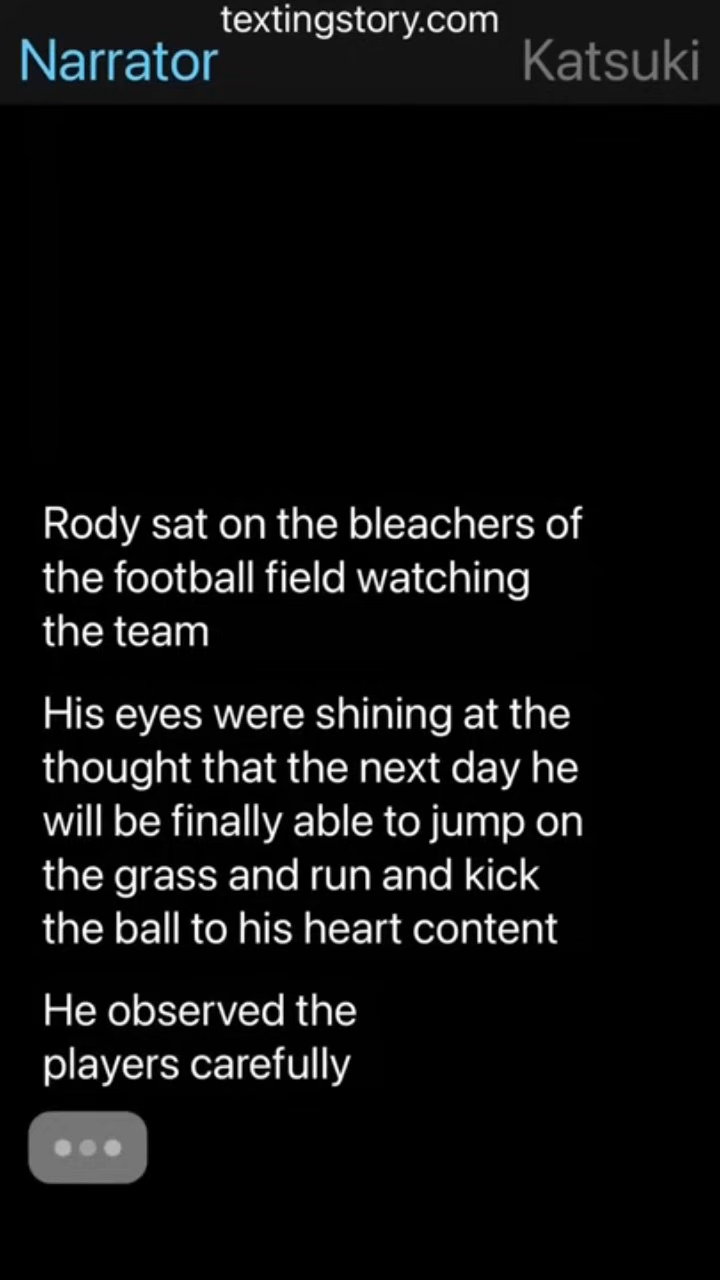 textingstory.com
Narrator Katsuki
Rody sat on the bleachers of
the football field watching
the team
His eyes were shining at the
thought that the next day he
will be finally able to jump on
the grass and run and kick
the ball to his heart content
He observed the
players carefully